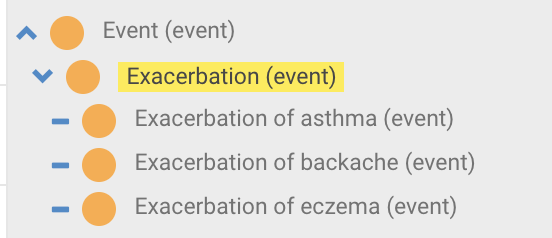 Event (event)
Exacerbation (event)
Exacerbation of asthma (event)
Exacerbation of backache (event)
Exacerbation of eczema (event)